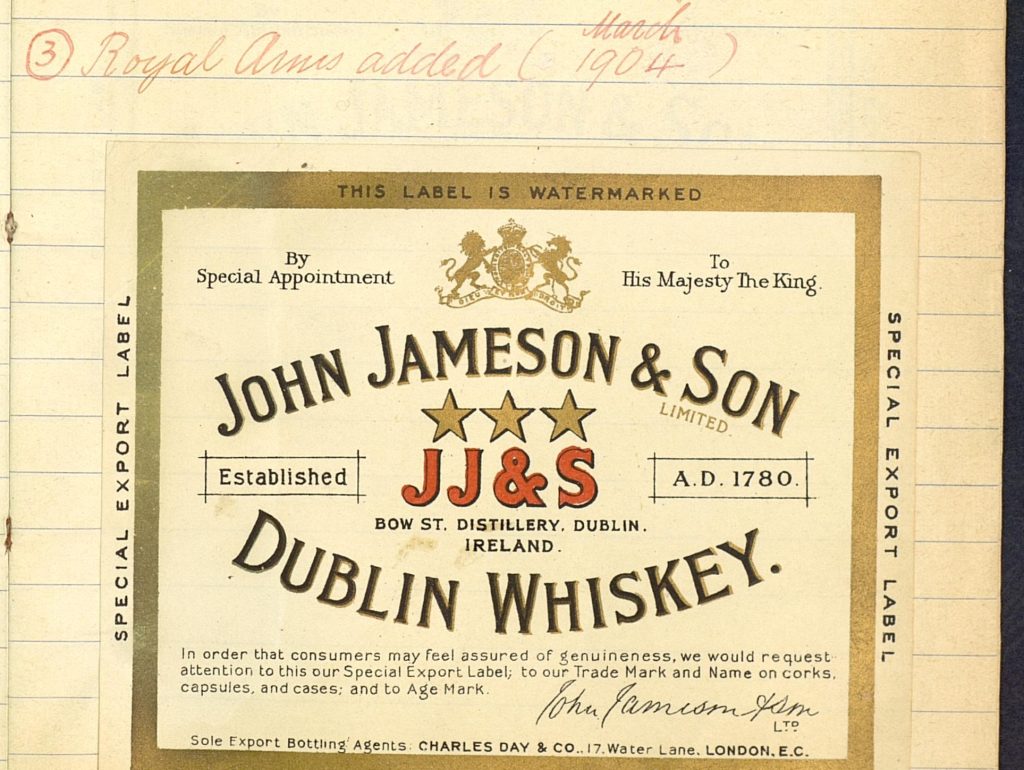 ③ Royal Arms added ( March 1904 )
THIS LABEL IS WATERMARKED
By
Special Appointment
To
His Majesty The King.
DIEU ET MON DROIT
JOHN JAMESON & SON
LIMITED.
JJ&S
Established
A.D. 1780.
BOW ST. DISTILLERY, DUBLIN.
IRELAND.
DUBLIN WHISKEY.
In order that consumers may feel assured of genuineness, we would request
attention to this our Special Export Label; to our Trade Mark and Name on corks,
capsules, and cases; and to Age Mark.
John Jameson & Son
LTD
Sole Export Bottling Agents: CHARLES DAY & CO., 17, Water Lane, LONDON, E.C.
SPECIAL EXPORT LABEL
SPECIAL EXPORT LABEL